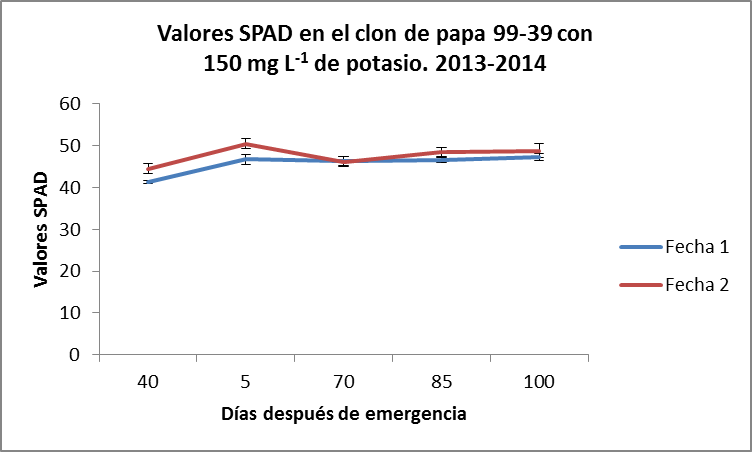 Valores SPAD en el clon de papa 99-39 con
150 mg L-1 de potasio. 2013-2014
60
50
40
30
20
10
0
Valores SPAD
40 5 70 85 100
Días después de emergencia
Fecha 1
Fecha 2